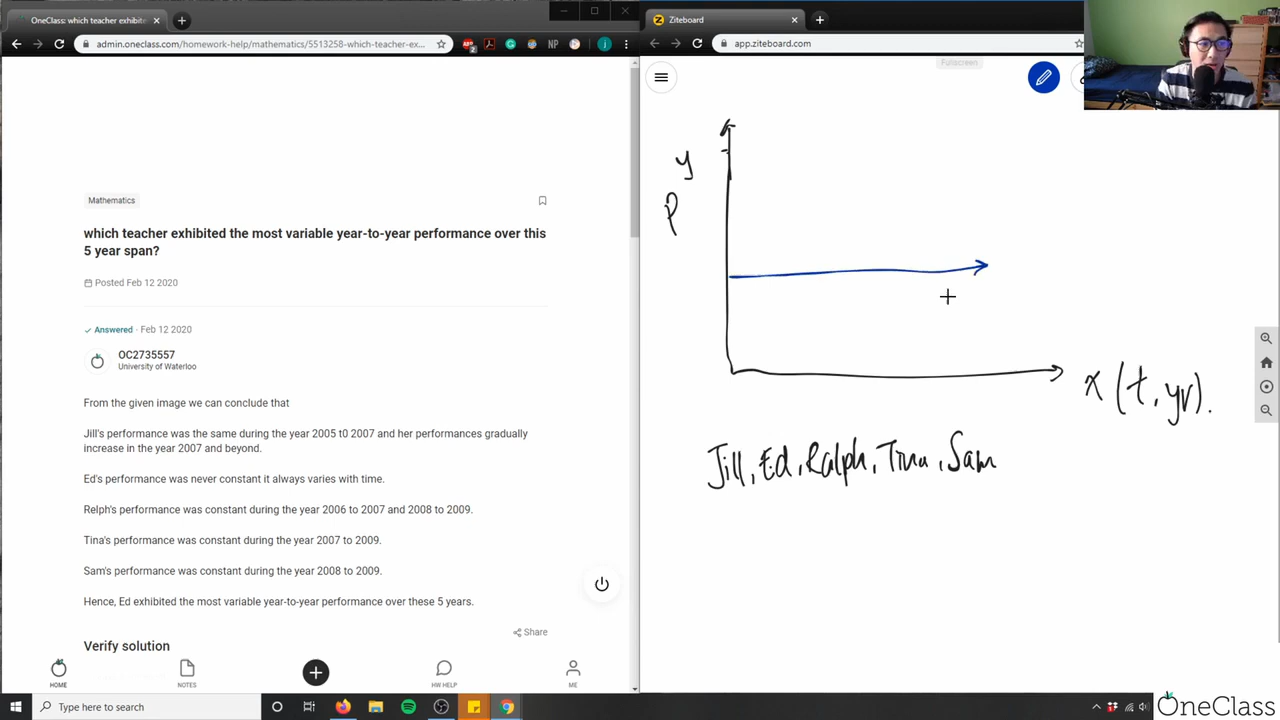 OneClass: which teacher exhibite
Ziteboard
admin.oneclass.com/homework-help/mathematics/5513258-which-teacher-ex...
app.ziteboard.com
Fullscreen
Mathematics
which teacher exhibited the most variable year-to-year performance over this
5 year span?
Posted Feb 12 2020
Answered · Feb 12 2020
OC2735557
University of Waterloo
From the given image we can conclude that
Jill's performance was the same during the year 2005 t0 2007 and her performances gradually
increase in the year 2007 and beyond.
Ed's performance was never constant it always varies with time.
Relph's performance was constant during the year 2006 to 2007 and 2008 to 2009.
Tina's performance was constant during the year 2007 to 2009.
Sam's performance was constant during the year 2008 to 2009.
Hence, Ed exhibited the most variable year-to-year performance over these 5 years.
Share
Verify solution
HOME
NOTES
HW HELP
ME
y
P
x (t, yr).
Jill, Ed, Ralph, Tina, Sam
Type here to search
OneClass